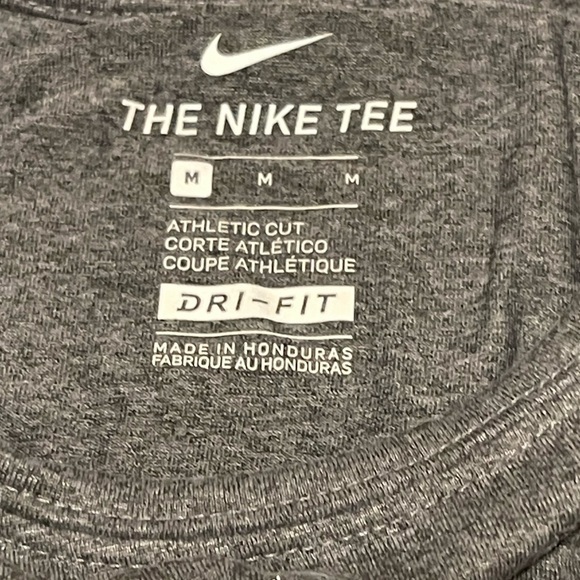 THE NIKE TEE
M M M
ATHLETIC CUT
CORTE ATLÉTICO
COUPE ATHLÉTIQUE
DRI-FIT
MADE IN HONDURAS
FABRIQUE AU HONDURAS